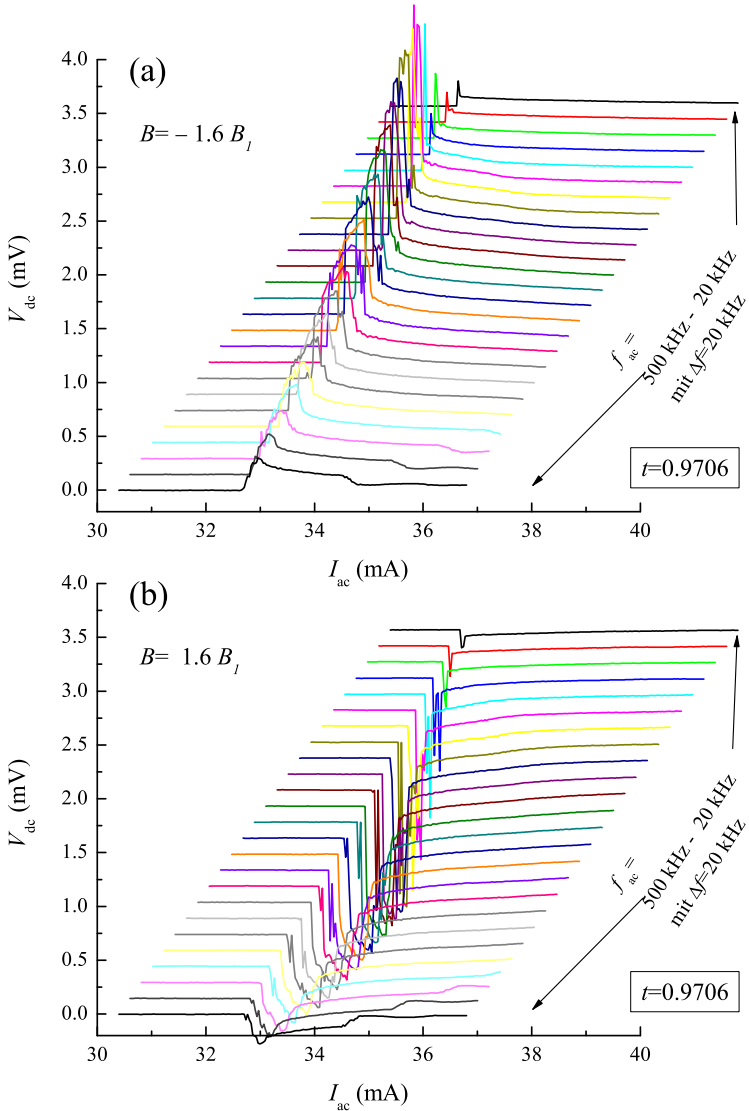 (a)
B= – 1.6 B1
4.0
3.5
3.0
2.5
2.0
1.5
1.0
0.5
0.0
Vdc (mV)
fac=
500 kHz - 20 kHz
mit Δf=20 kHz
t=0.9706
30 32 34 36 38 40
Iac (mA)
(b)
B= 1.6 B1
4.0
3.5
3.0
2.5
2.0
1.5
1.0
0.5
0.0
Vdc (mV)
fac=
500 kHz - 20 kHz
mit Δf=20 kHz
t=0.9706
30 32 34 36 38 40
Iac (mA)